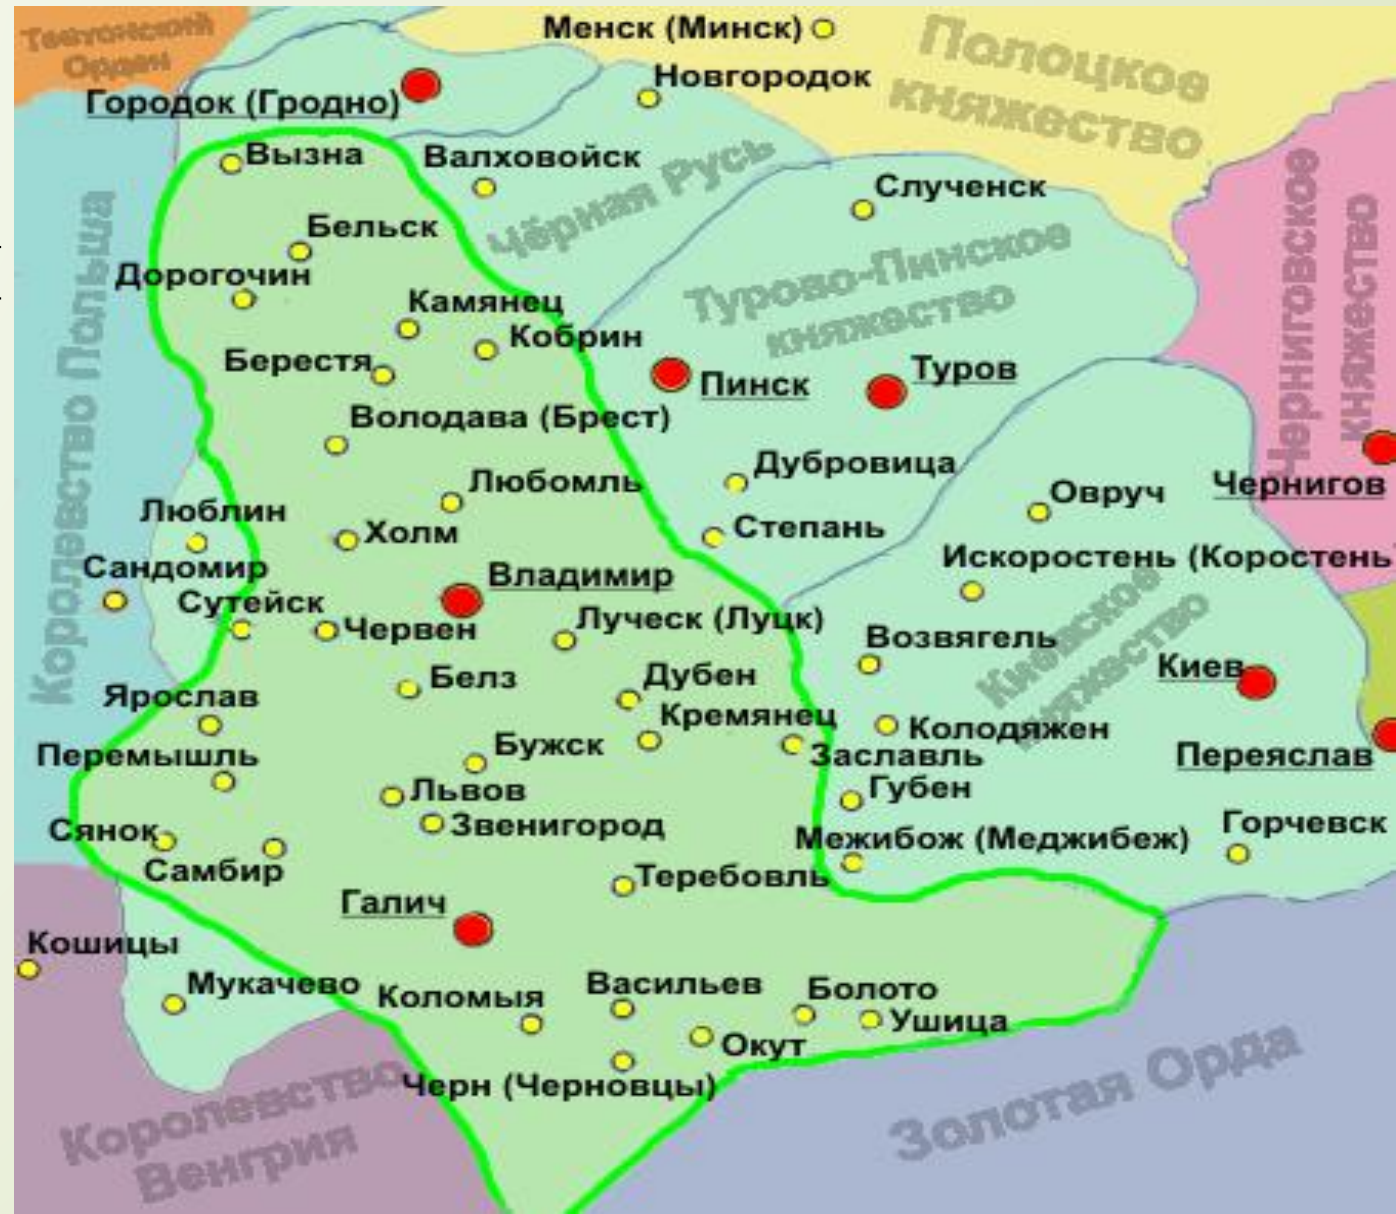 Тевтонский
Орден
Менск (Минск)
Полоцкое
княжество
Новгородок
Городок (Гродно)
Вызна
Валховойск
Чёрная Русь
Слученск
Черниговское
княжество
Королевство Польша
Бельск
Дорогочин
Турово-Пинское
княжество
Камянец
Кобрин
Берестя
Пинск
Туров
Володава (Брест)
Дубровица
Любомль
Овруч
Чернигов
Люблин
Холм
Степань
Искоростень (Коростень)
Сандомир
Владимир
Сутейск
Червен
Луческ (Луцк)
Возвягель
Киевское
княжество
Киев
Белз
Дубен
Ярослав
Кремянец
Колодяжен
Перемышль
Бужск
Заславль
Переяслав
Львов
Губен
Звенигород
Сянок
Межибож (Меджибеж)
Горчевск
Самбир
Теребовль
Галич
Кошицы
Мукачево
Коломыя
Васильев
Болото
Ушица
Окут
Черн (Черновцы)
Королевство
Венгрия
Золотая Орда